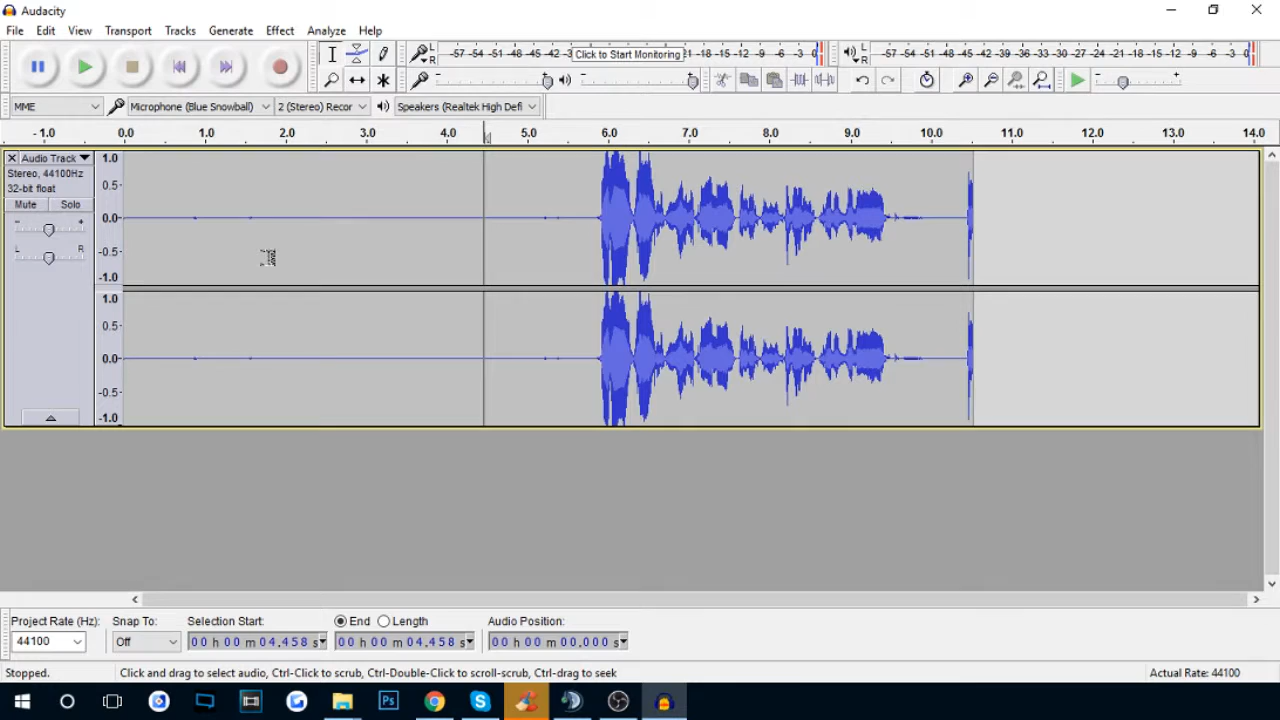 Audacity
File Edit View Transport Tracks Generate Effect Analyze Help
L R -57 -54 -51 -48 -45 -42 Click to Start Monitoring 21 -18 -15 -12 -9 -6 -3 0 L R -57 -54 -51 -48 -45 -42 -39 -36 -33 -30 -27 -24 -21 -18 -15 -12 -9 -6 -3 0
- + - + - +
MME Microphone (Blue Snowball) 2 (Stereo) Recor Speakers (Realtek High Defi
- 1.0 0.0 1.0 2.0 3.0 4.0 5.0 6.0 7.0 8.0 9.0 10.0 11.0 12.0 13.0 14.0
Audio Track
Stereo, 44100Hz
32-bit float
Mute Solo
- +
L R
1.0
0.5
0.0
-0.5
-1.0
1.0
0.5
0.0
-0.5
-1.0
Project Rate (Hz): Snap To: Selection Start: End Length Audio Position:
44100 Off 00 h 00 m 04.458 s 00 h 00 m 04.458 s 00 h 00 m 00.000 s
Stopped. Click and drag to select audio, Ctrl-Click to scrub, Ctrl-Double-Click to scroll-scrub, Ctrl-drag to seek Actual Rate: 44100
Ps